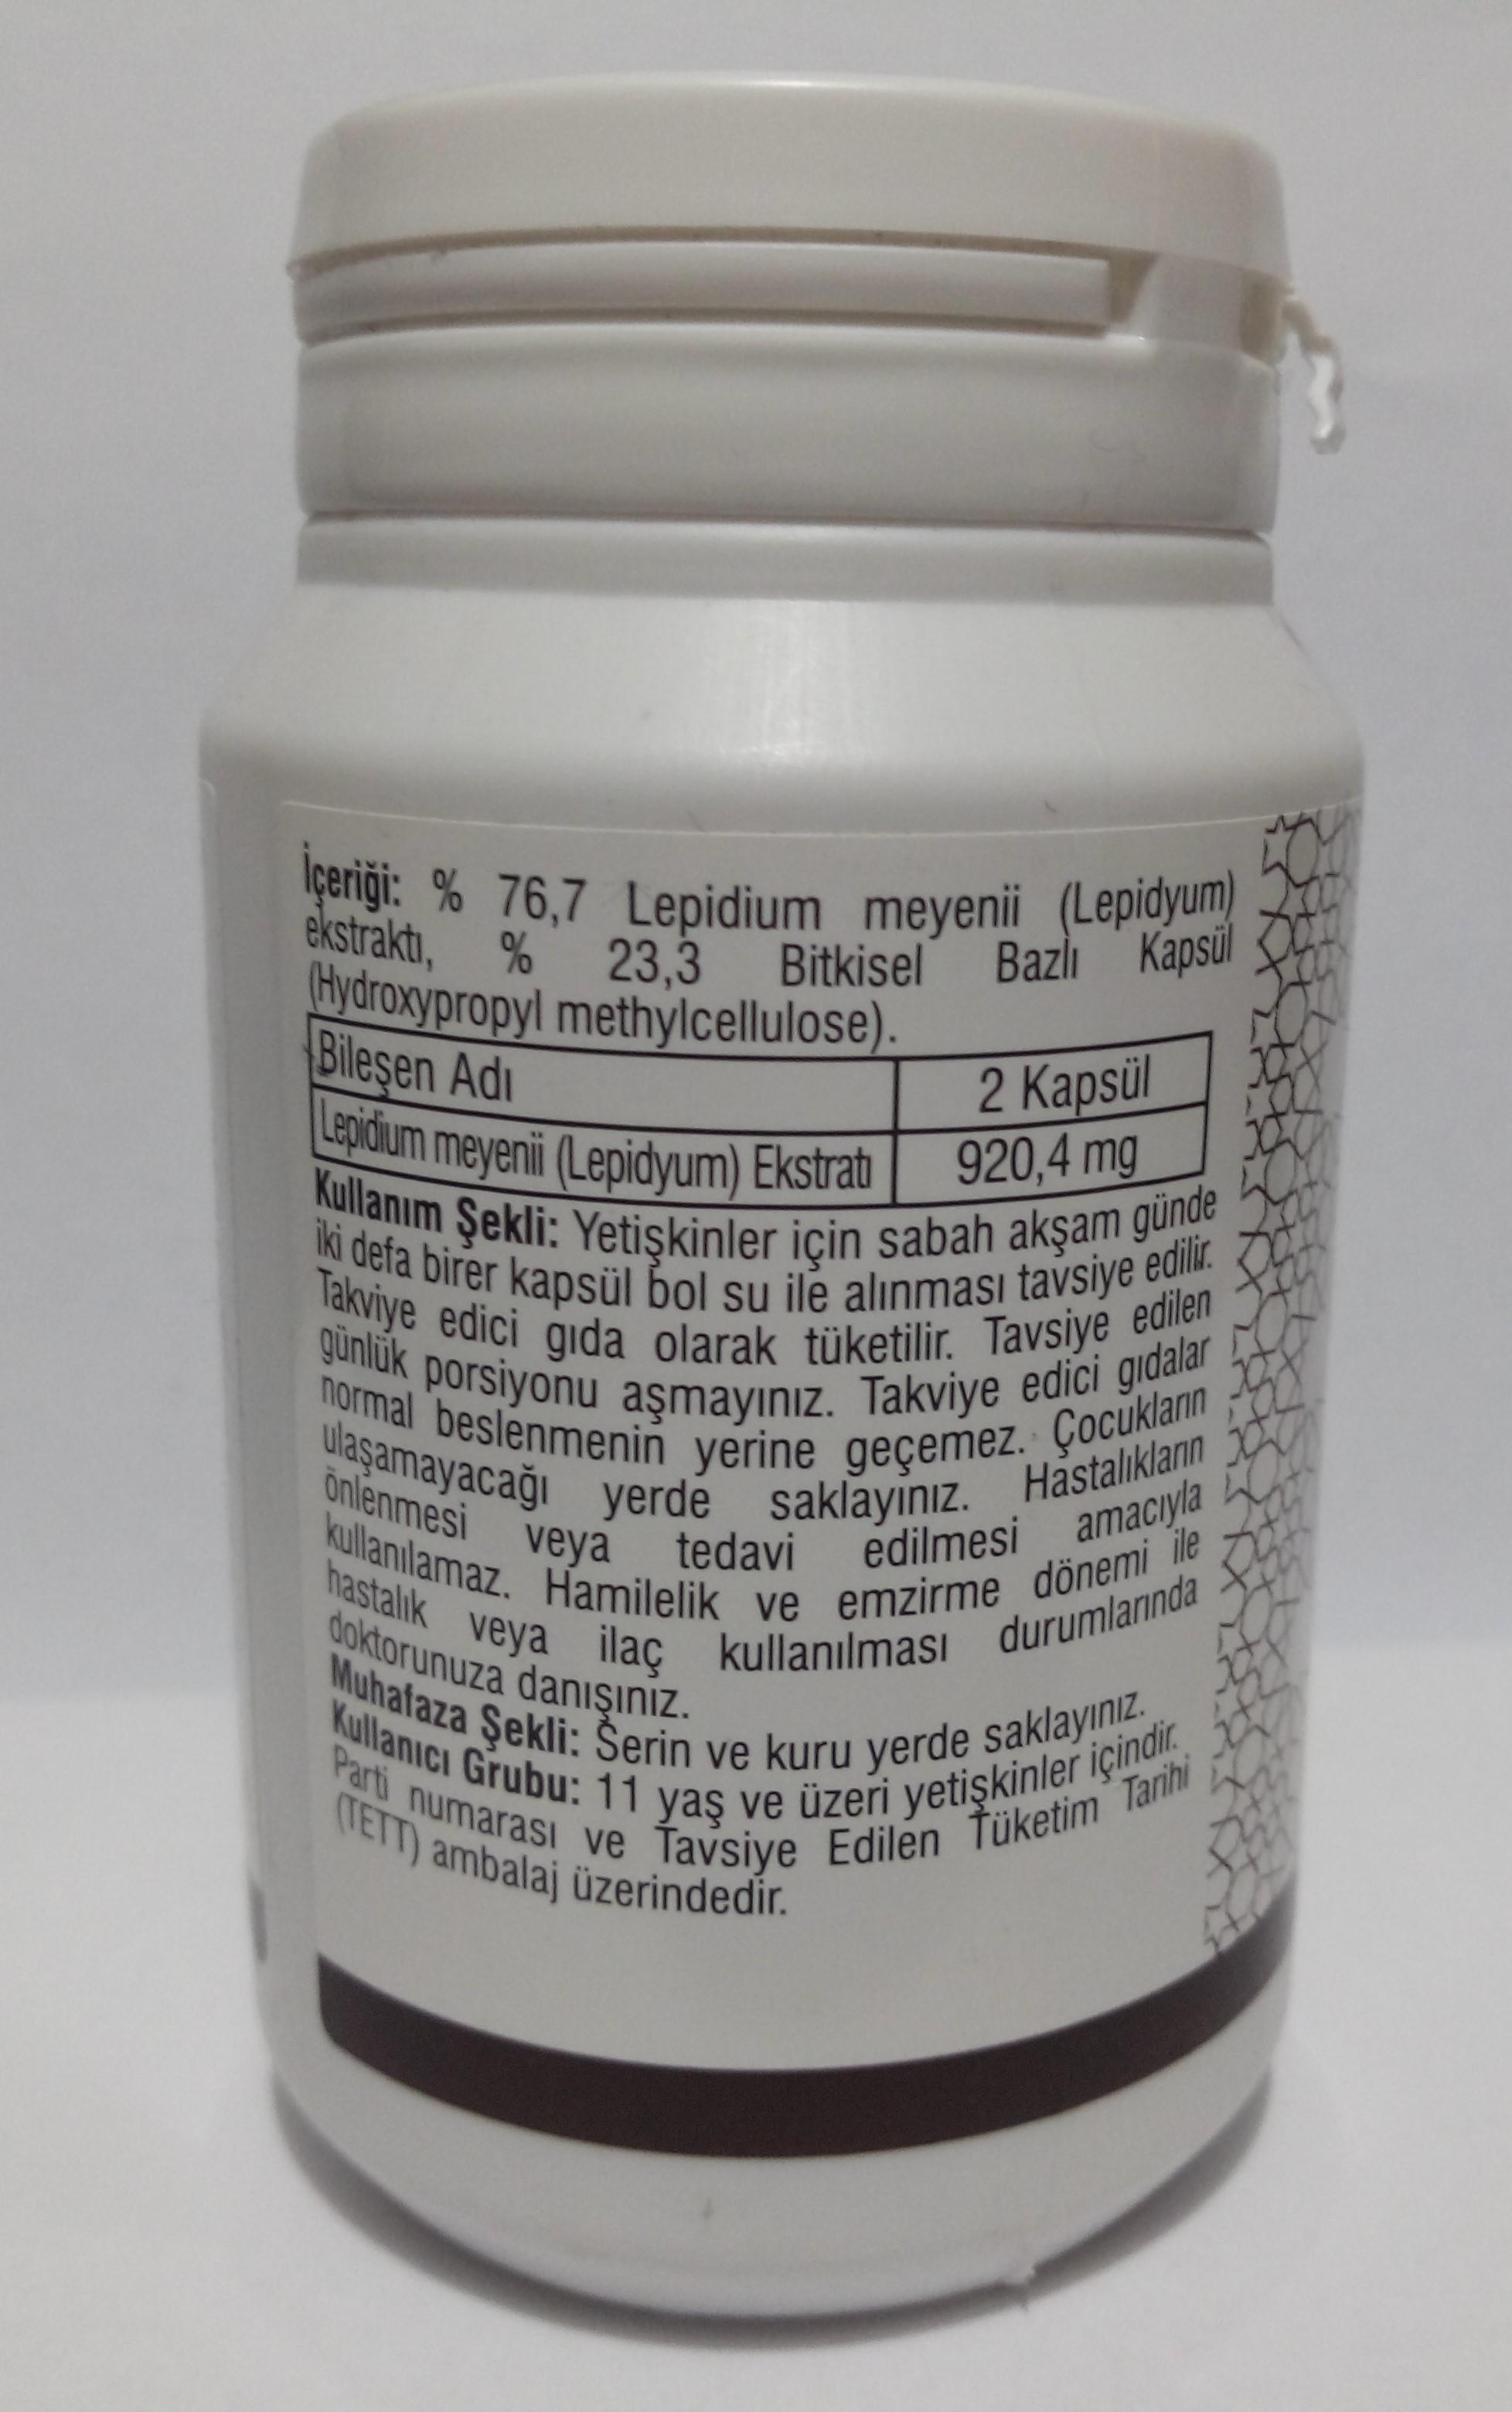 İçeriği: % 76,7 Lepidium meyenii (Lepidyum)
ekstraktı, % 23,3 Bitkisel Bazlı Kapsül
(Hydroxypropyl methylcellulose).
Bileşen Adı 2 Kapsül
Lepidium meyenii (Lepidyum) Ekstratı 920,4 mg
Kullanım Şekli: Yetişkinler için sabah akşam günde
iki defa birer kapsül bol su ile alınması tavsiye edilir.
Takviye edici gıda olarak tüketilir. Tavsiye edilen
günlük porsiyonu aşmayınız. Takviye edici gıdalar
normal beslenmenin yerine geçemez. Çocukların
ulaşamayacağı yerde saklayınız. Hastalıkların
önlenmesi veya tedavi edilmesi amacıyla
kullanılamaz. Hamilelik ve emzirme dönemi ile
hastalık veya ilaç kullanılması durumlarında
doktorunuza danışınız.
Muhafaza Şekli: Serin ve kuru yerde saklayınız.
Kullanıcı Grubu: 11 yaş ve üzeri yetişkinler içindir.
Parti numarası ve Tavsiye Edilen Tüketim Tarihi
(TETT) ambalaj üzerindedir.